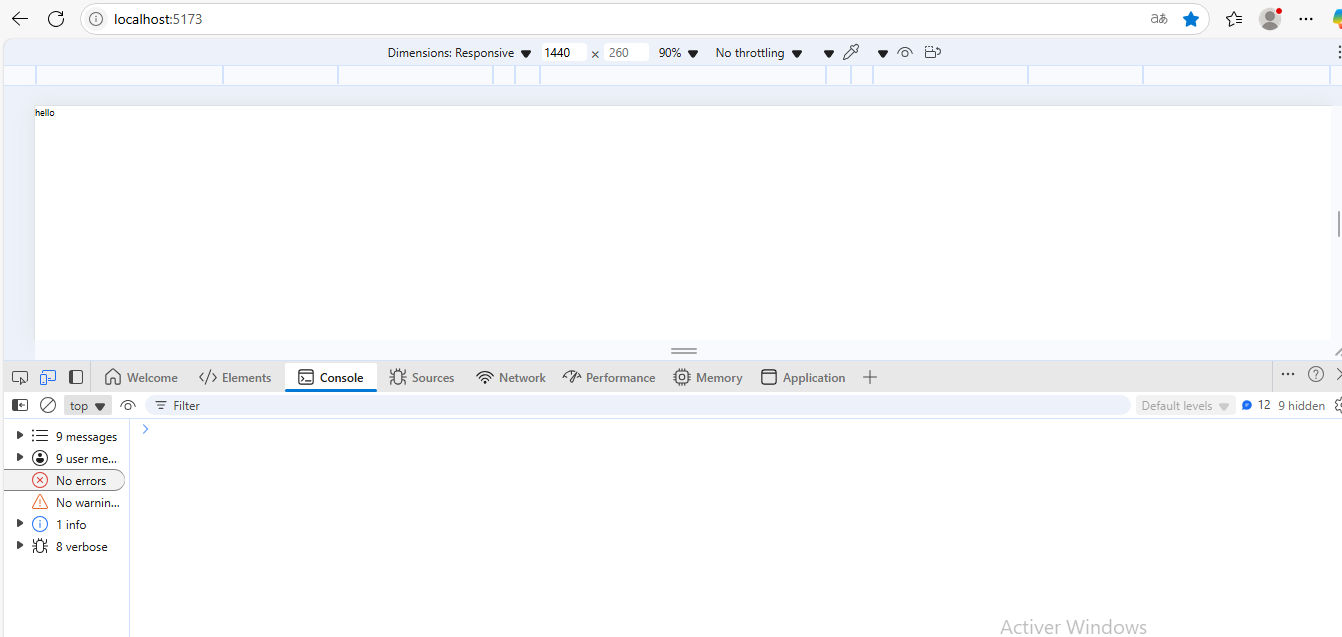 localhost:5173
aあ
Dimensions: Responsive 1440 × 260 90% No throttling
hello
Welcome Elements Console Sources Network Performance Memory Application
top Filter Default levels 12 9 hidden
9 messages
9 user me...
No errors
No warnin...
1 info
8 verbose
Activer Windows